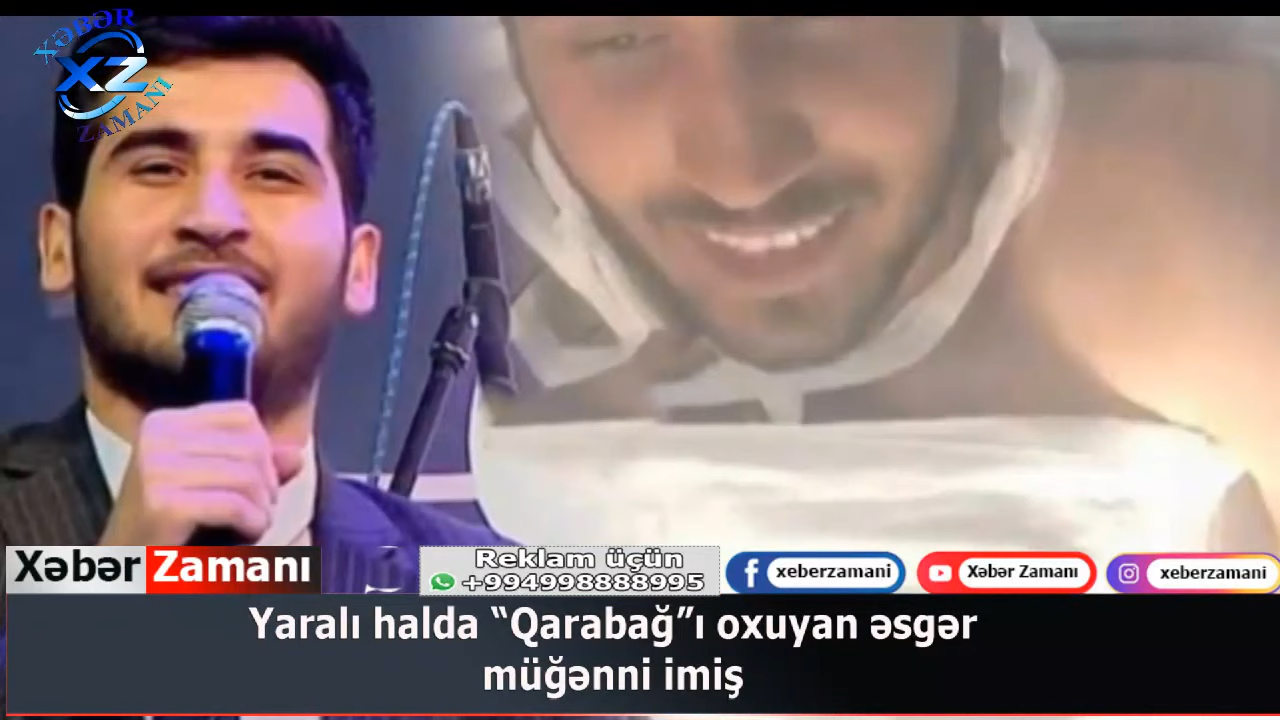 XƏBƏR
XZ
ZAMANI
Xəbər Zamanı
Reklam üçün
+994998888995
xeberzamani
Xəbər Zamanı
xeberzamani
Yaralı halda “Qarabağ”ı oxuyan əsgər
müğənni imiş